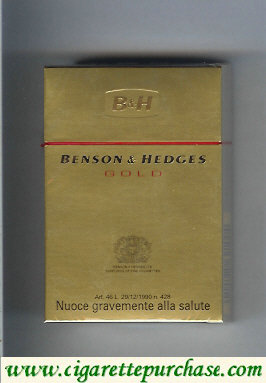 B&H
BENSON & HEDGES
GOLD
Art. 46 L. 29/12/1990 n. 428
Nuoce gravemente alla salute
www.cigarettepurchase.com